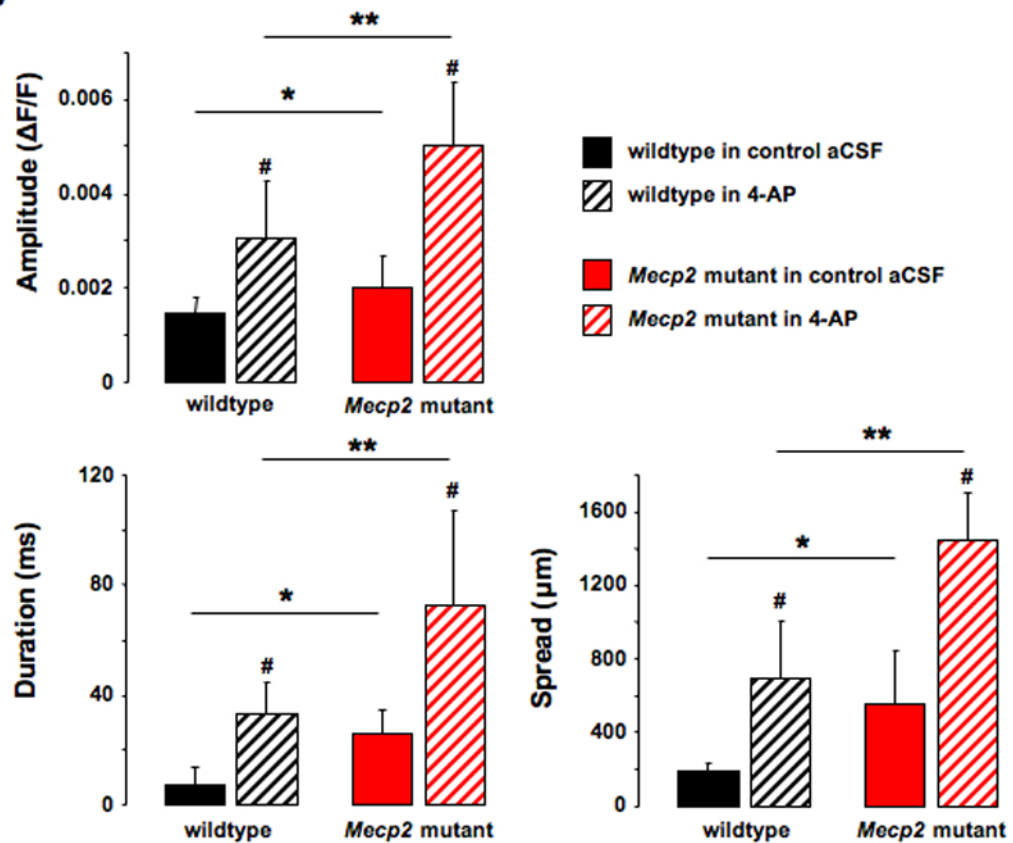 **
Amplitude (ΔF/F)
0.006
0.004
0.002
0
*
#
#
wildtype
Mecp2 mutant
wildtype in control aCSF
wildtype in 4-AP
Mecp2 mutant in control aCSF
Mecp2 mutant in 4-AP
**
Duration (ms)
120
80
40
0
*
#
#
wildtype
Mecp2 mutant
**
Spread (μm)
1600
1200
800
400
0
*
#
#
wildtype
Mecp2 mutant